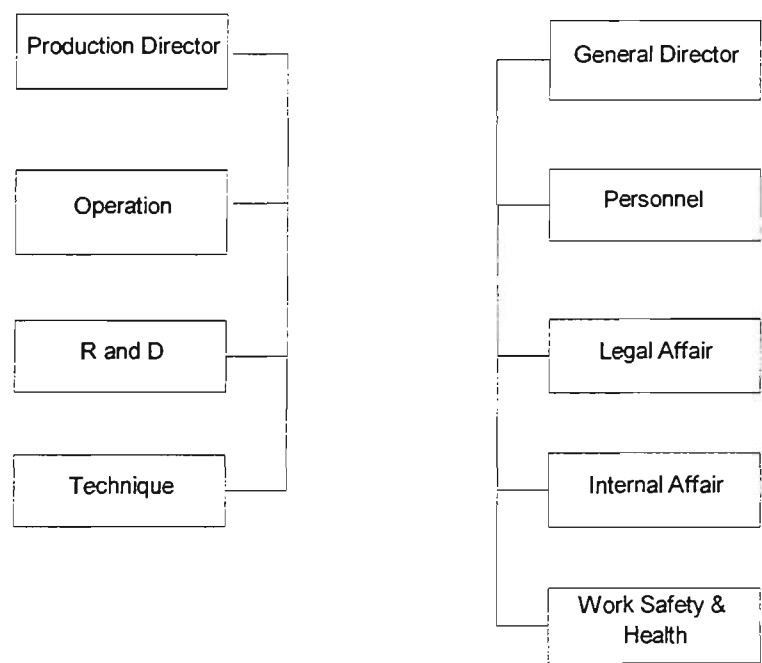 Production Director
Operation
R and D
Technique
General Director
Personnel
Legal Affair
Internal Affair
Work Safety &
Health